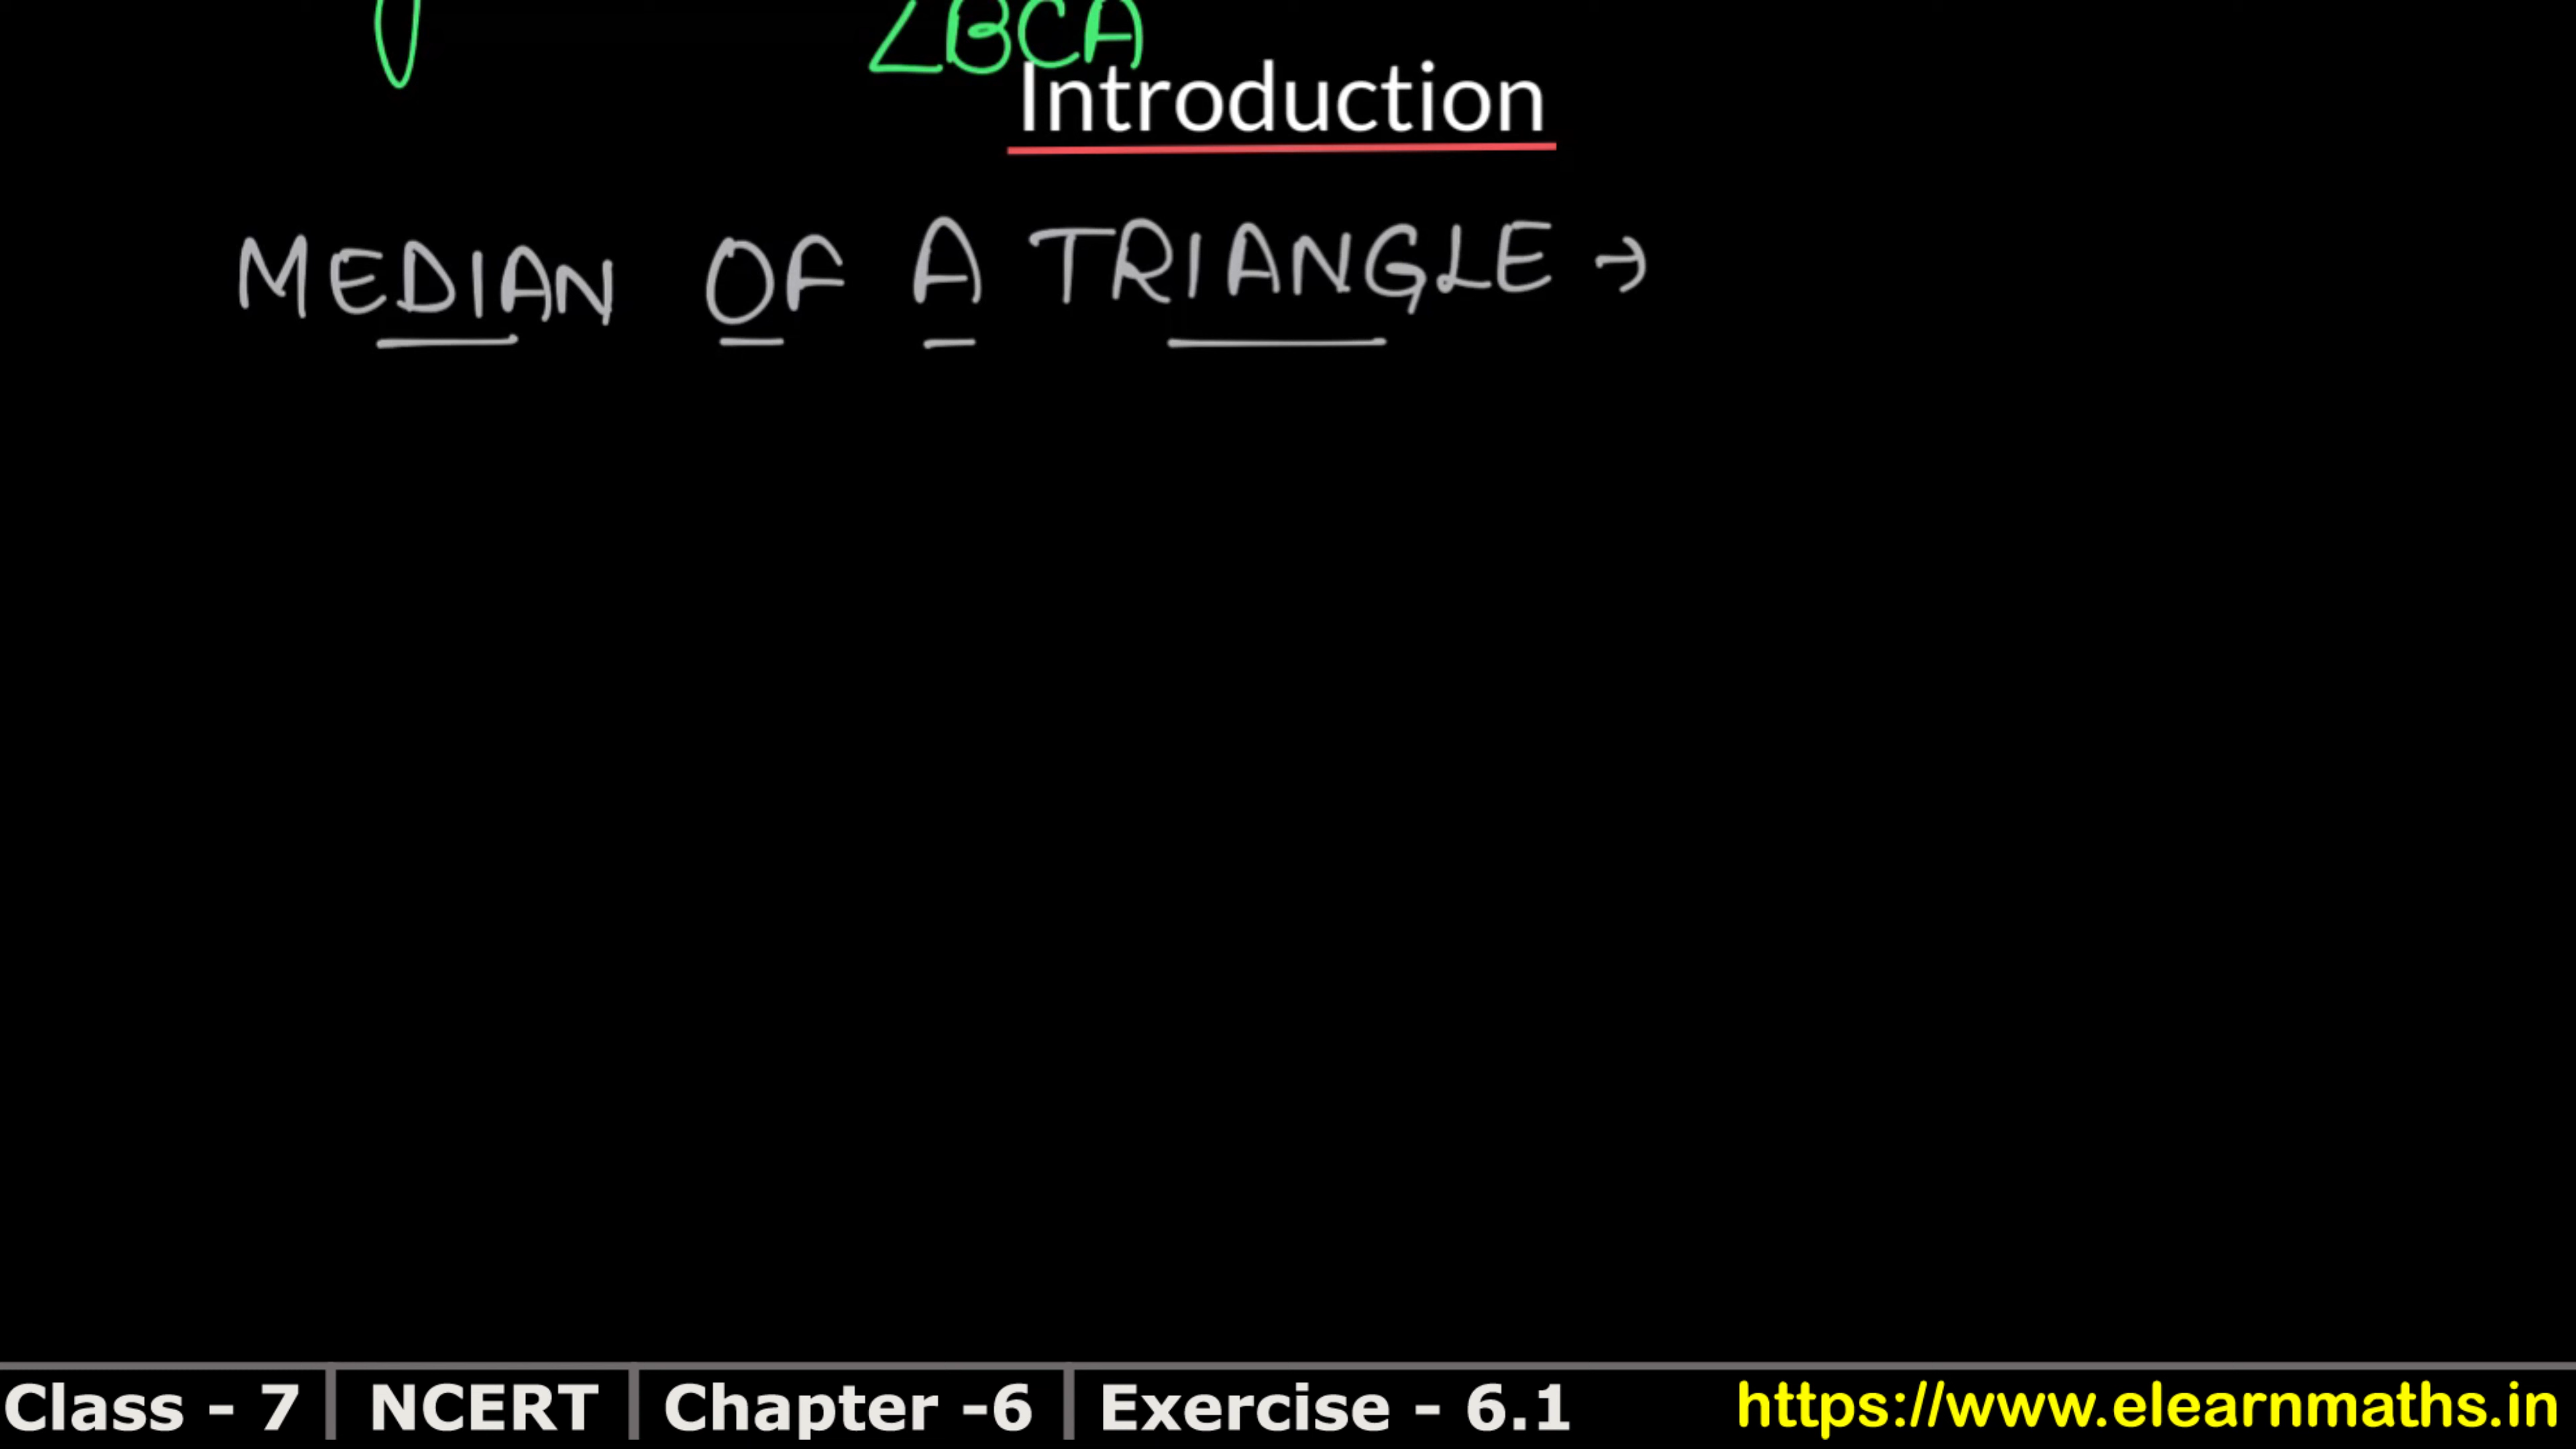 ∠BCA
Introduction
MEDIAN OF A TRIANGLE →
Class - 7 | NCERT | Chapter -6 | Exercise - 6.1 https://www.elearnmaths.in